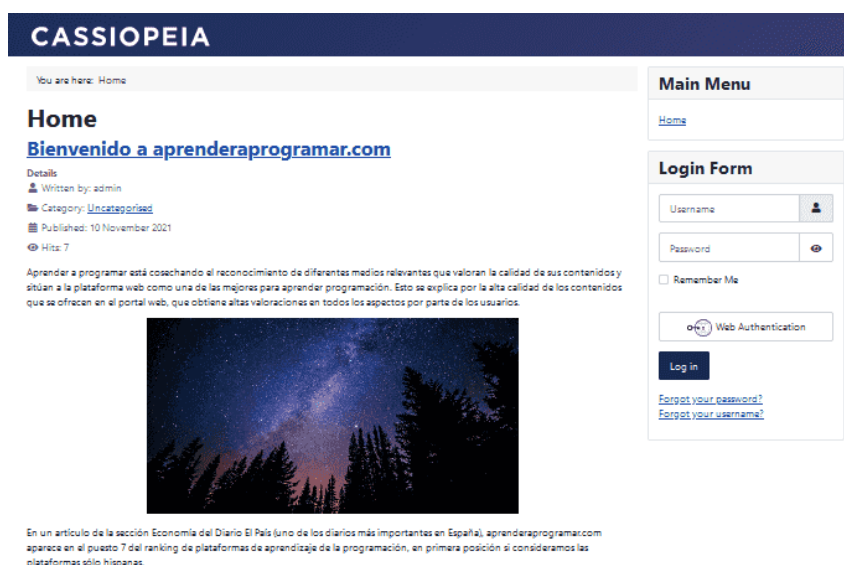 CASSIOPEIA
You are here: Home
Home
Bienvenido a aprenderaprogramar.com
Details
Written by: admin
Category: Uncategorised
Published: 10 November 2021
Hits: 7
Aprender a programar está cosechando el reconocimiento de diferentes medios relevantes que valoran la calidad de sus contenidos y
sitúan a la plataforma web como una de las mejores para aprender programación. Esto se explica por la alta calidad de los contenidos
que se ofrecen en el portal web, que obtiene altas valoraciones en todos los aspectos por parte de los usuarios.
En un artículo de la sección Economía del Diario El País (uno de los diarios más importantes en España), aprenderaprogramar.com
aparece en el puesto 7 del ranking de plataformas de aprendizaje de la programación, en primera posición si consideramos las
plataformas sólo hispanas.
Main Menu
Home
Login Form
Username
Password
Remember Me
Web Authentication
Log in
Forgot your password?
Forgot your username?